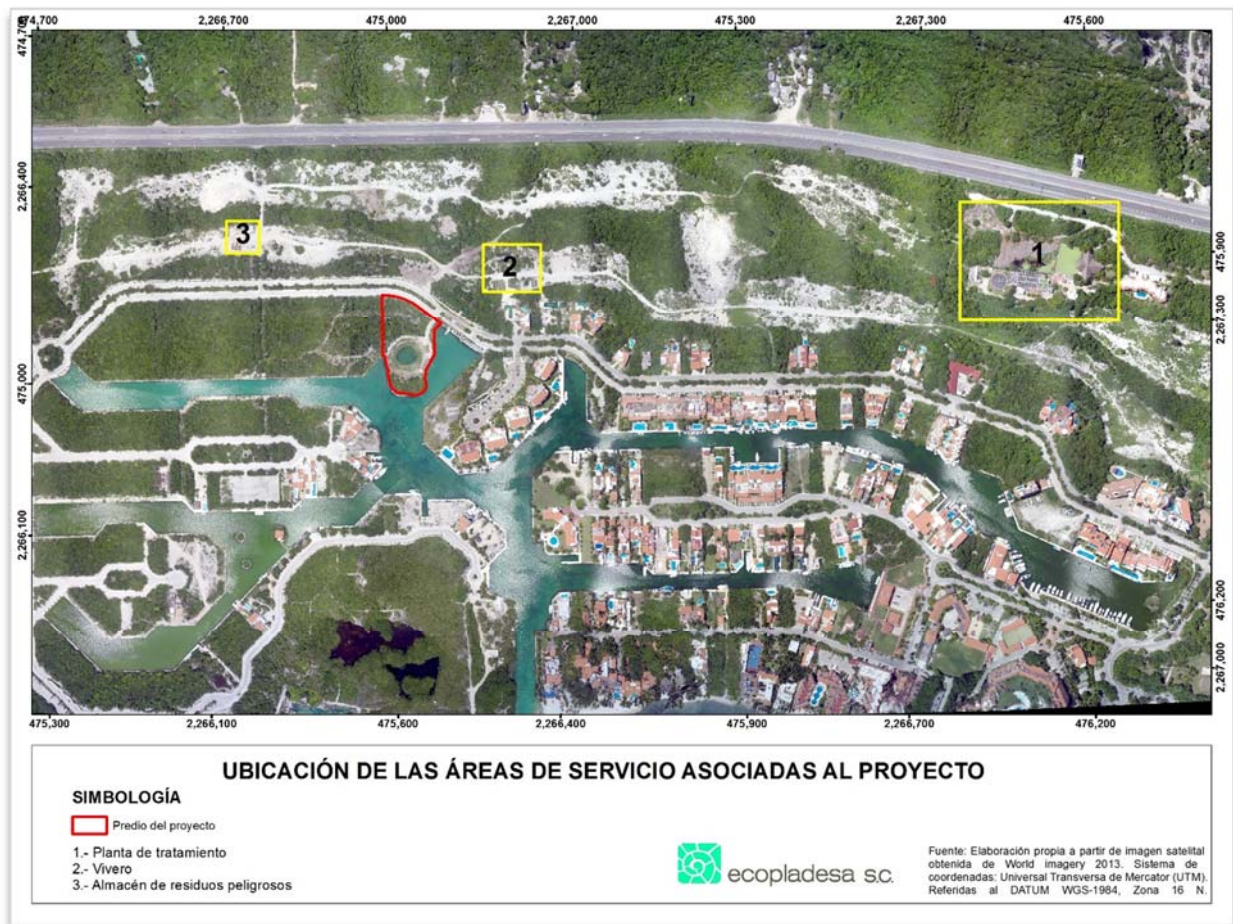 474,700 2,266,700 475,000 2,267,000 475,300 2,267,300 475,600
474,700
2,266,400
475,000
2,266,100
475,900
2,267,300
476,200
2,267,000
3
2
1
475,300 2,266,100 475,600 2,266,400 475,900 2,266,700 476,200
UBICACIÓN DE LAS ÁREAS DE SERVICIO ASOCIADAS AL PROYECTO
SIMBOLOGÍA
Predio del proyecto
1.- Planta de tratamiento
2.- Vivero
3.- Almacén de residuos peligrosos
ecopladesa s.c.
Fuente: Elaboración propia a partir de imagen satelital
obtenida de World imagery 2013. Sistema de
coordenadas: Universal Transversa de Mercator (UTM).
Referidas al DATUM WGS-1984, Zona 16 N.